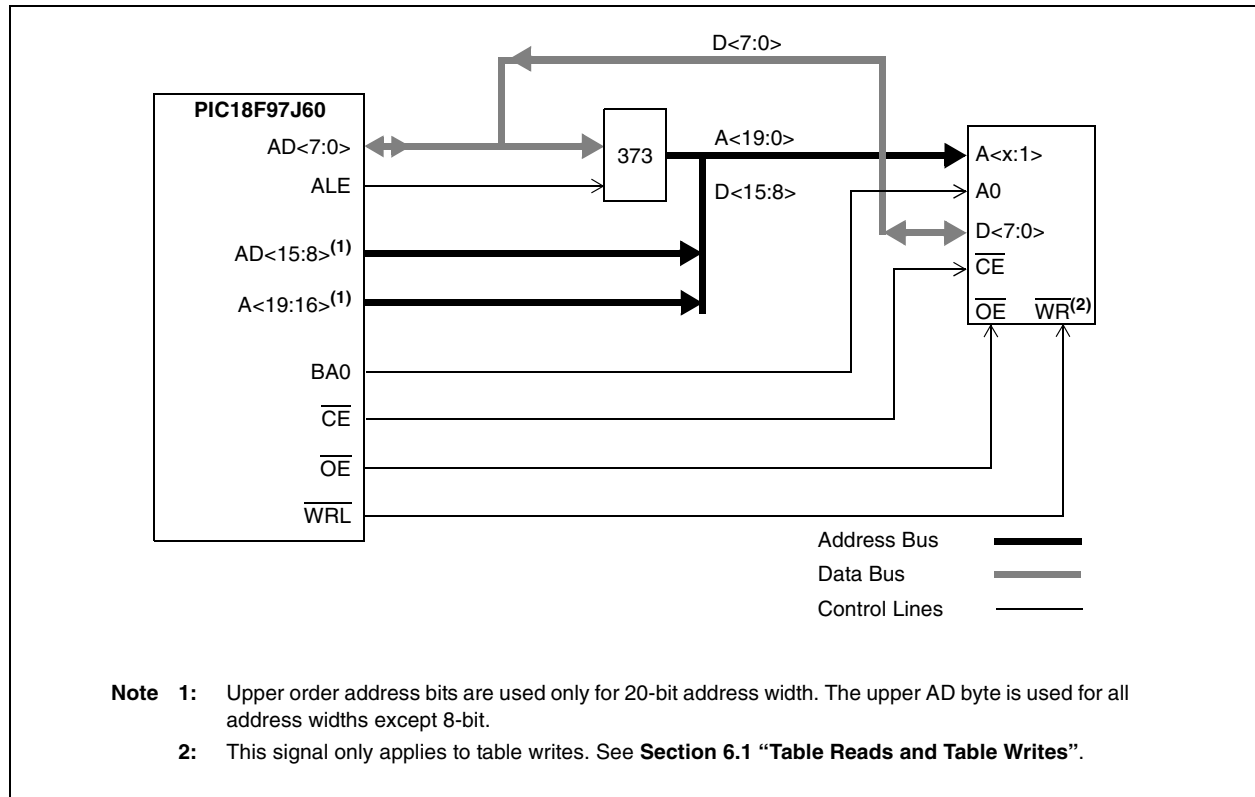 D<7:0>
PIC18F97J60
AD<7:0>
373
A<19:0>
A<x:1>
ALE
D<15:8>
A0
D<7:0>
AD<15:8>(1)
CE
A<19:16>(1)
OE WR(2)
BA0
CE
OE
WRL
Address Bus
Data Bus
Control Lines
Note 1: Upper order address bits are used only for 20-bit address width. The upper AD byte is used for all
address widths except 8-bit.
2: This signal only applies to table writes. See Section 6.1 “Table Reads and Table Writes”.